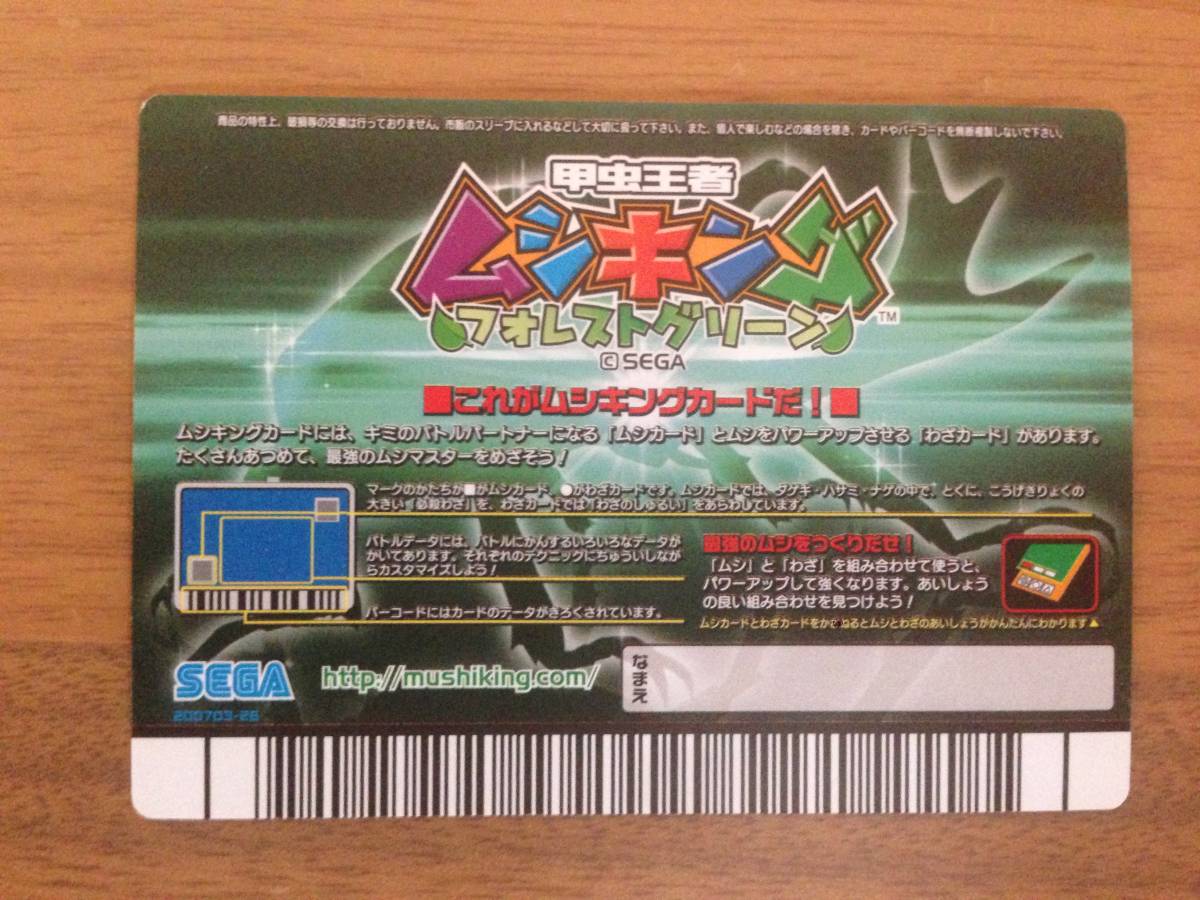 商品の特性上、破損等の交換は行っておりません。市販のスリーブに入れるなどして大切に扱って下さい。また、個人で楽しむなどの場合を除き、カードやバーコードを無断複製しないで下さい。
甲虫王者
ムシキング
TM
フォレストグリーン
©SEGA
■これがムシキングカードだ！■
ムシキングカードには、キミのバトルパートナーになる「ムシカード」とムシをパワーアップさせる「わざカード」があります。
たくさんあつめて、最強のムシマスターをめざそう！
マークのかたちが■がムシカード、●がわざカードです。ムシカードでは、ダゲキ・ハサミ・ナゲの中で、とくに、こうげきりょくの
大きい「必殺わざ」を、わざカードでは「わざのしゅるい」をあらわしています。
バトルデータには、バトルにかんするいろいろなデータが
かいてあります。それぞれのテクニックにちゅういしなが
らカスタマイズしよう！
バーコードにはカードのデータがきろくされています。
最強のムシをつくりだせ！
「ムシ」と「わざ」を組み合わせて使うと、
パワーアップして強くなります。あいしょう
の良い組み合わせを見つけよう！
ムシカードとわざカードをかさねるとムシとわざのあいしょうがかんたんにわかります▲
SEGA
200703-26
http://mushiking.com/
なまえ